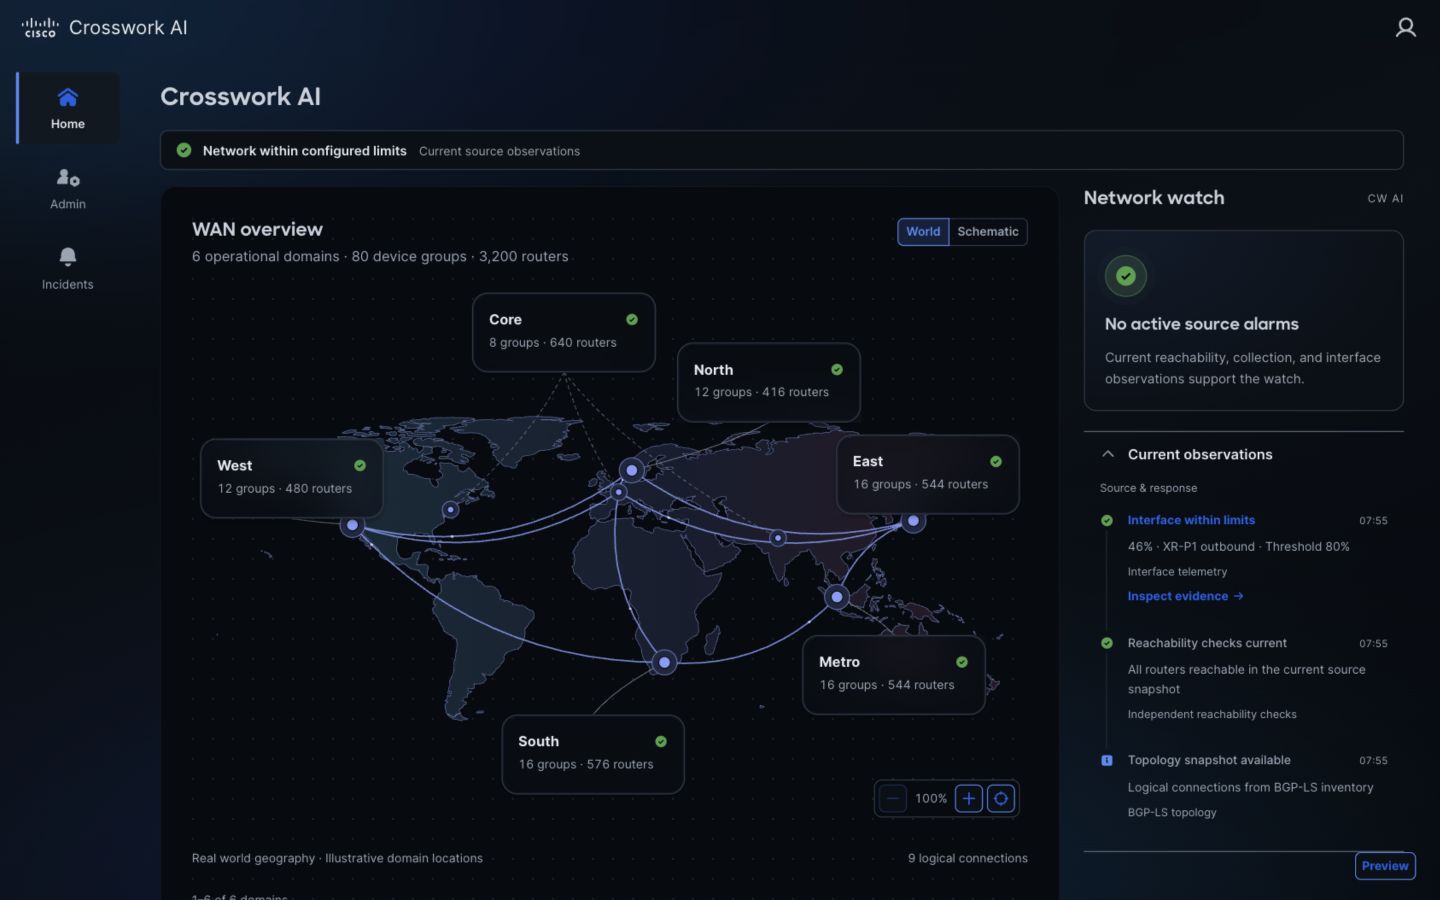 CISCO
Crosswork AI
Home
Admin
Incidents
Crosswork AI
Network within configured limits Current source observations
WAN overview
6 operational domains · 80 device groups · 3,200 routers
World
Schematic
Core
8 groups · 640 routers
North
12 groups · 416 routers
West
12 groups · 480 routers
East
16 groups · 544 routers
Metro
16 groups · 544 routers
South
16 groups · 576 routers
100%
Real world geography · Illustrative domain locations
9 logical connections
1–6 of 6 domains
Network watch
CW AI
No active source alarms
Current reachability, collection, and interface
observations support the watch.
Current observations
Source & response
Interface within limits 07:55
46% · XR-P1 outbound · Threshold 80%
Interface telemetry
Inspect evidence →
Reachability checks current 07:55
All routers reachable in the current source
snapshot
Independent reachability checks
Topology snapshot available 07:55
Logical connections from BGP-LS inventory
BGP-LS topology
Preview